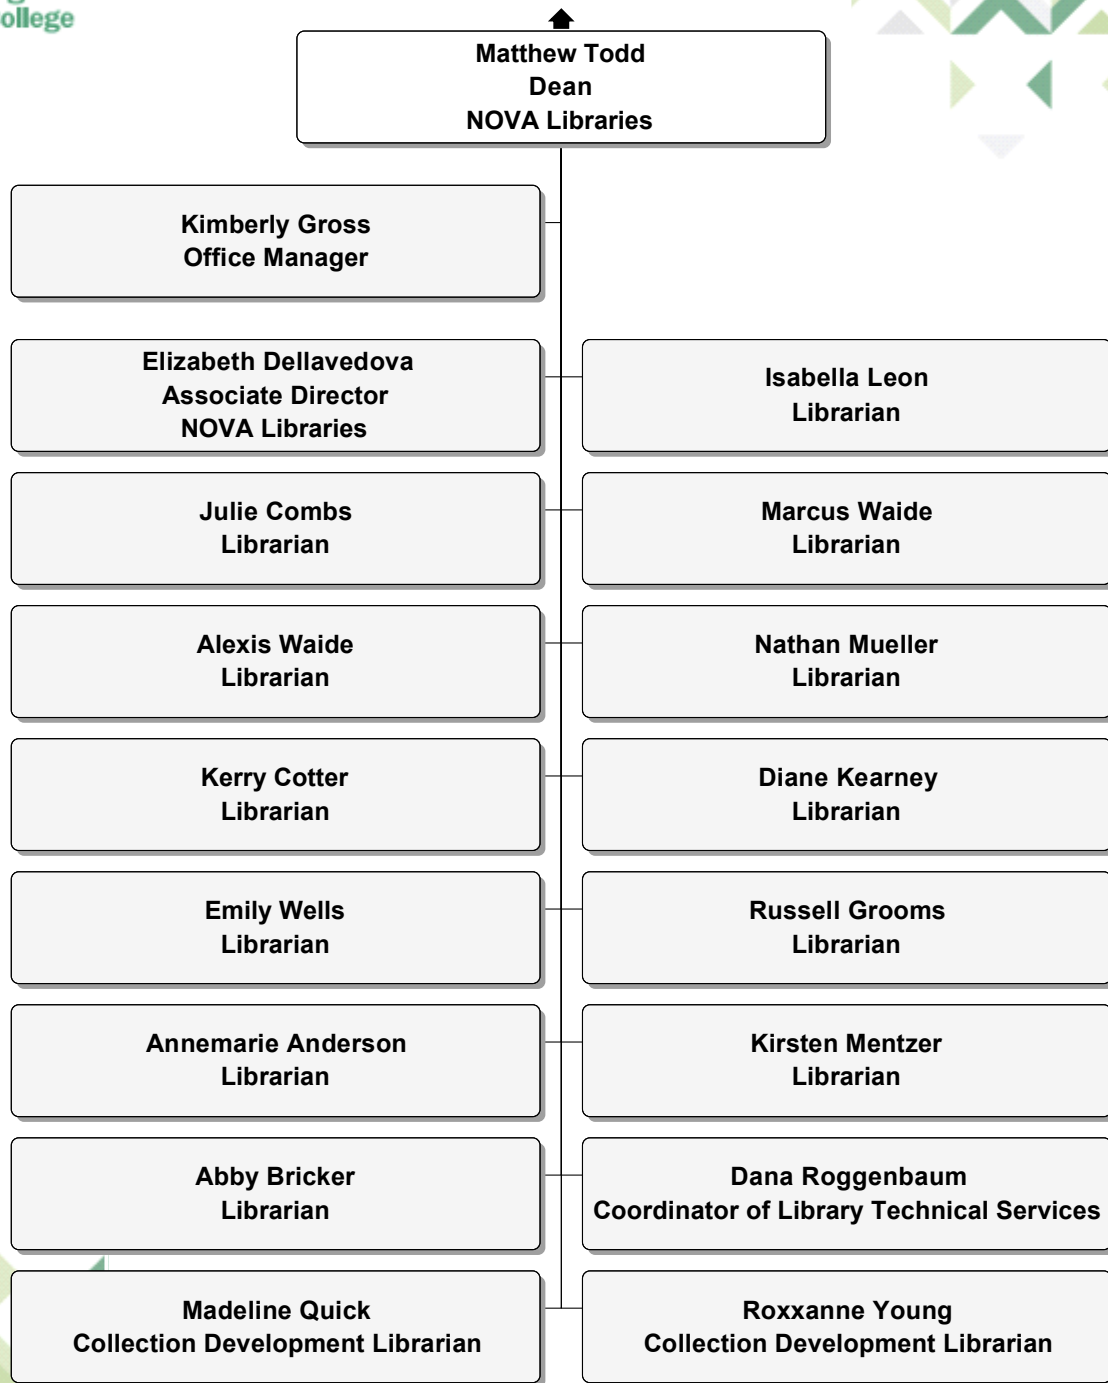 ollege
Matthew Todd
Dean
NOVA Libraries
Kimberly Gross
Office Manager
Elizabeth Dellavedova
Associate Director
NOVA Libraries
Isabella Leon
Librarian
Julie Combs
Librarian
Marcus Waide
Librarian
Alexis Waide
Librarian
Nathan Mueller
Librarian
Kerry Cotter
Librarian
Diane Kearney
Librarian
Emily Wells
Librarian
Russell Grooms
Librarian
Annemarie Anderson
Librarian
Kirsten Mentzer
Librarian
Abby Bricker
Librarian
Dana Roggenbaum
Coordinator of Library Technical Services
Madeline Quick
Collection Development Librarian
Roxxanne Young
Collection Development Librarian